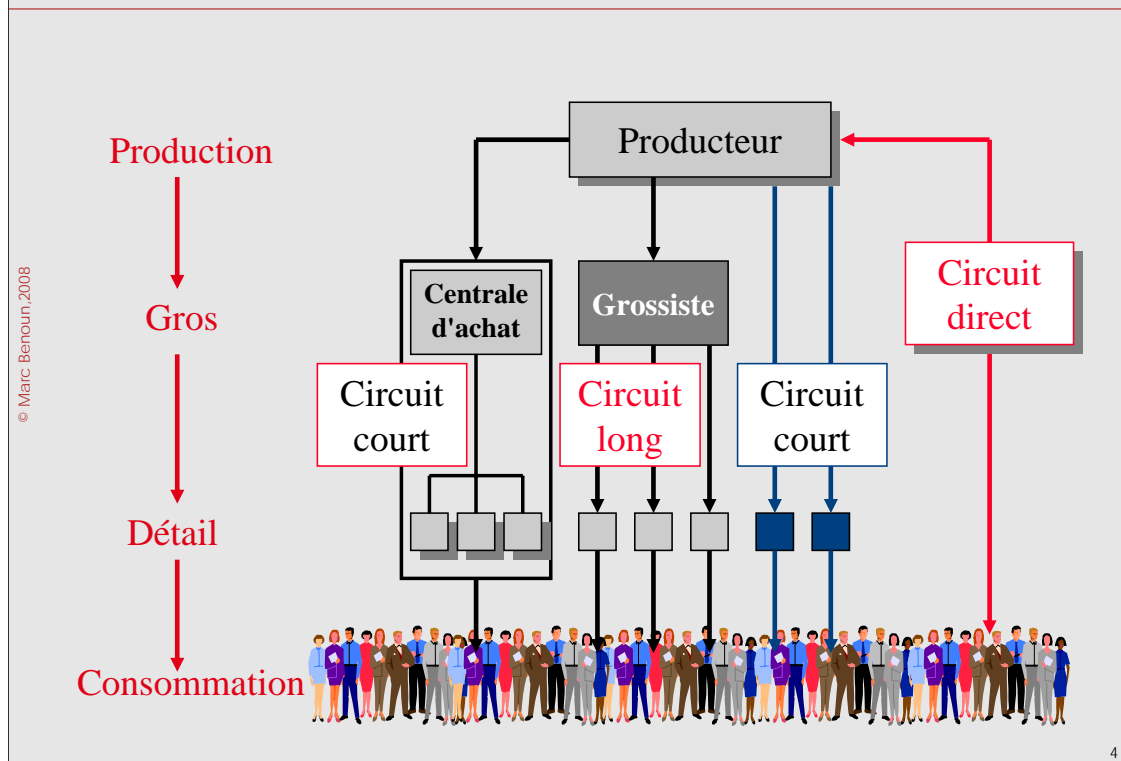 Production
Gros
Détail
Consommation
Producteur
Centrale
d'achat
Grossiste
Circuit
direct
Circuit
court
Circuit
long
Circuit
court
© Marc Benoun,2008
4